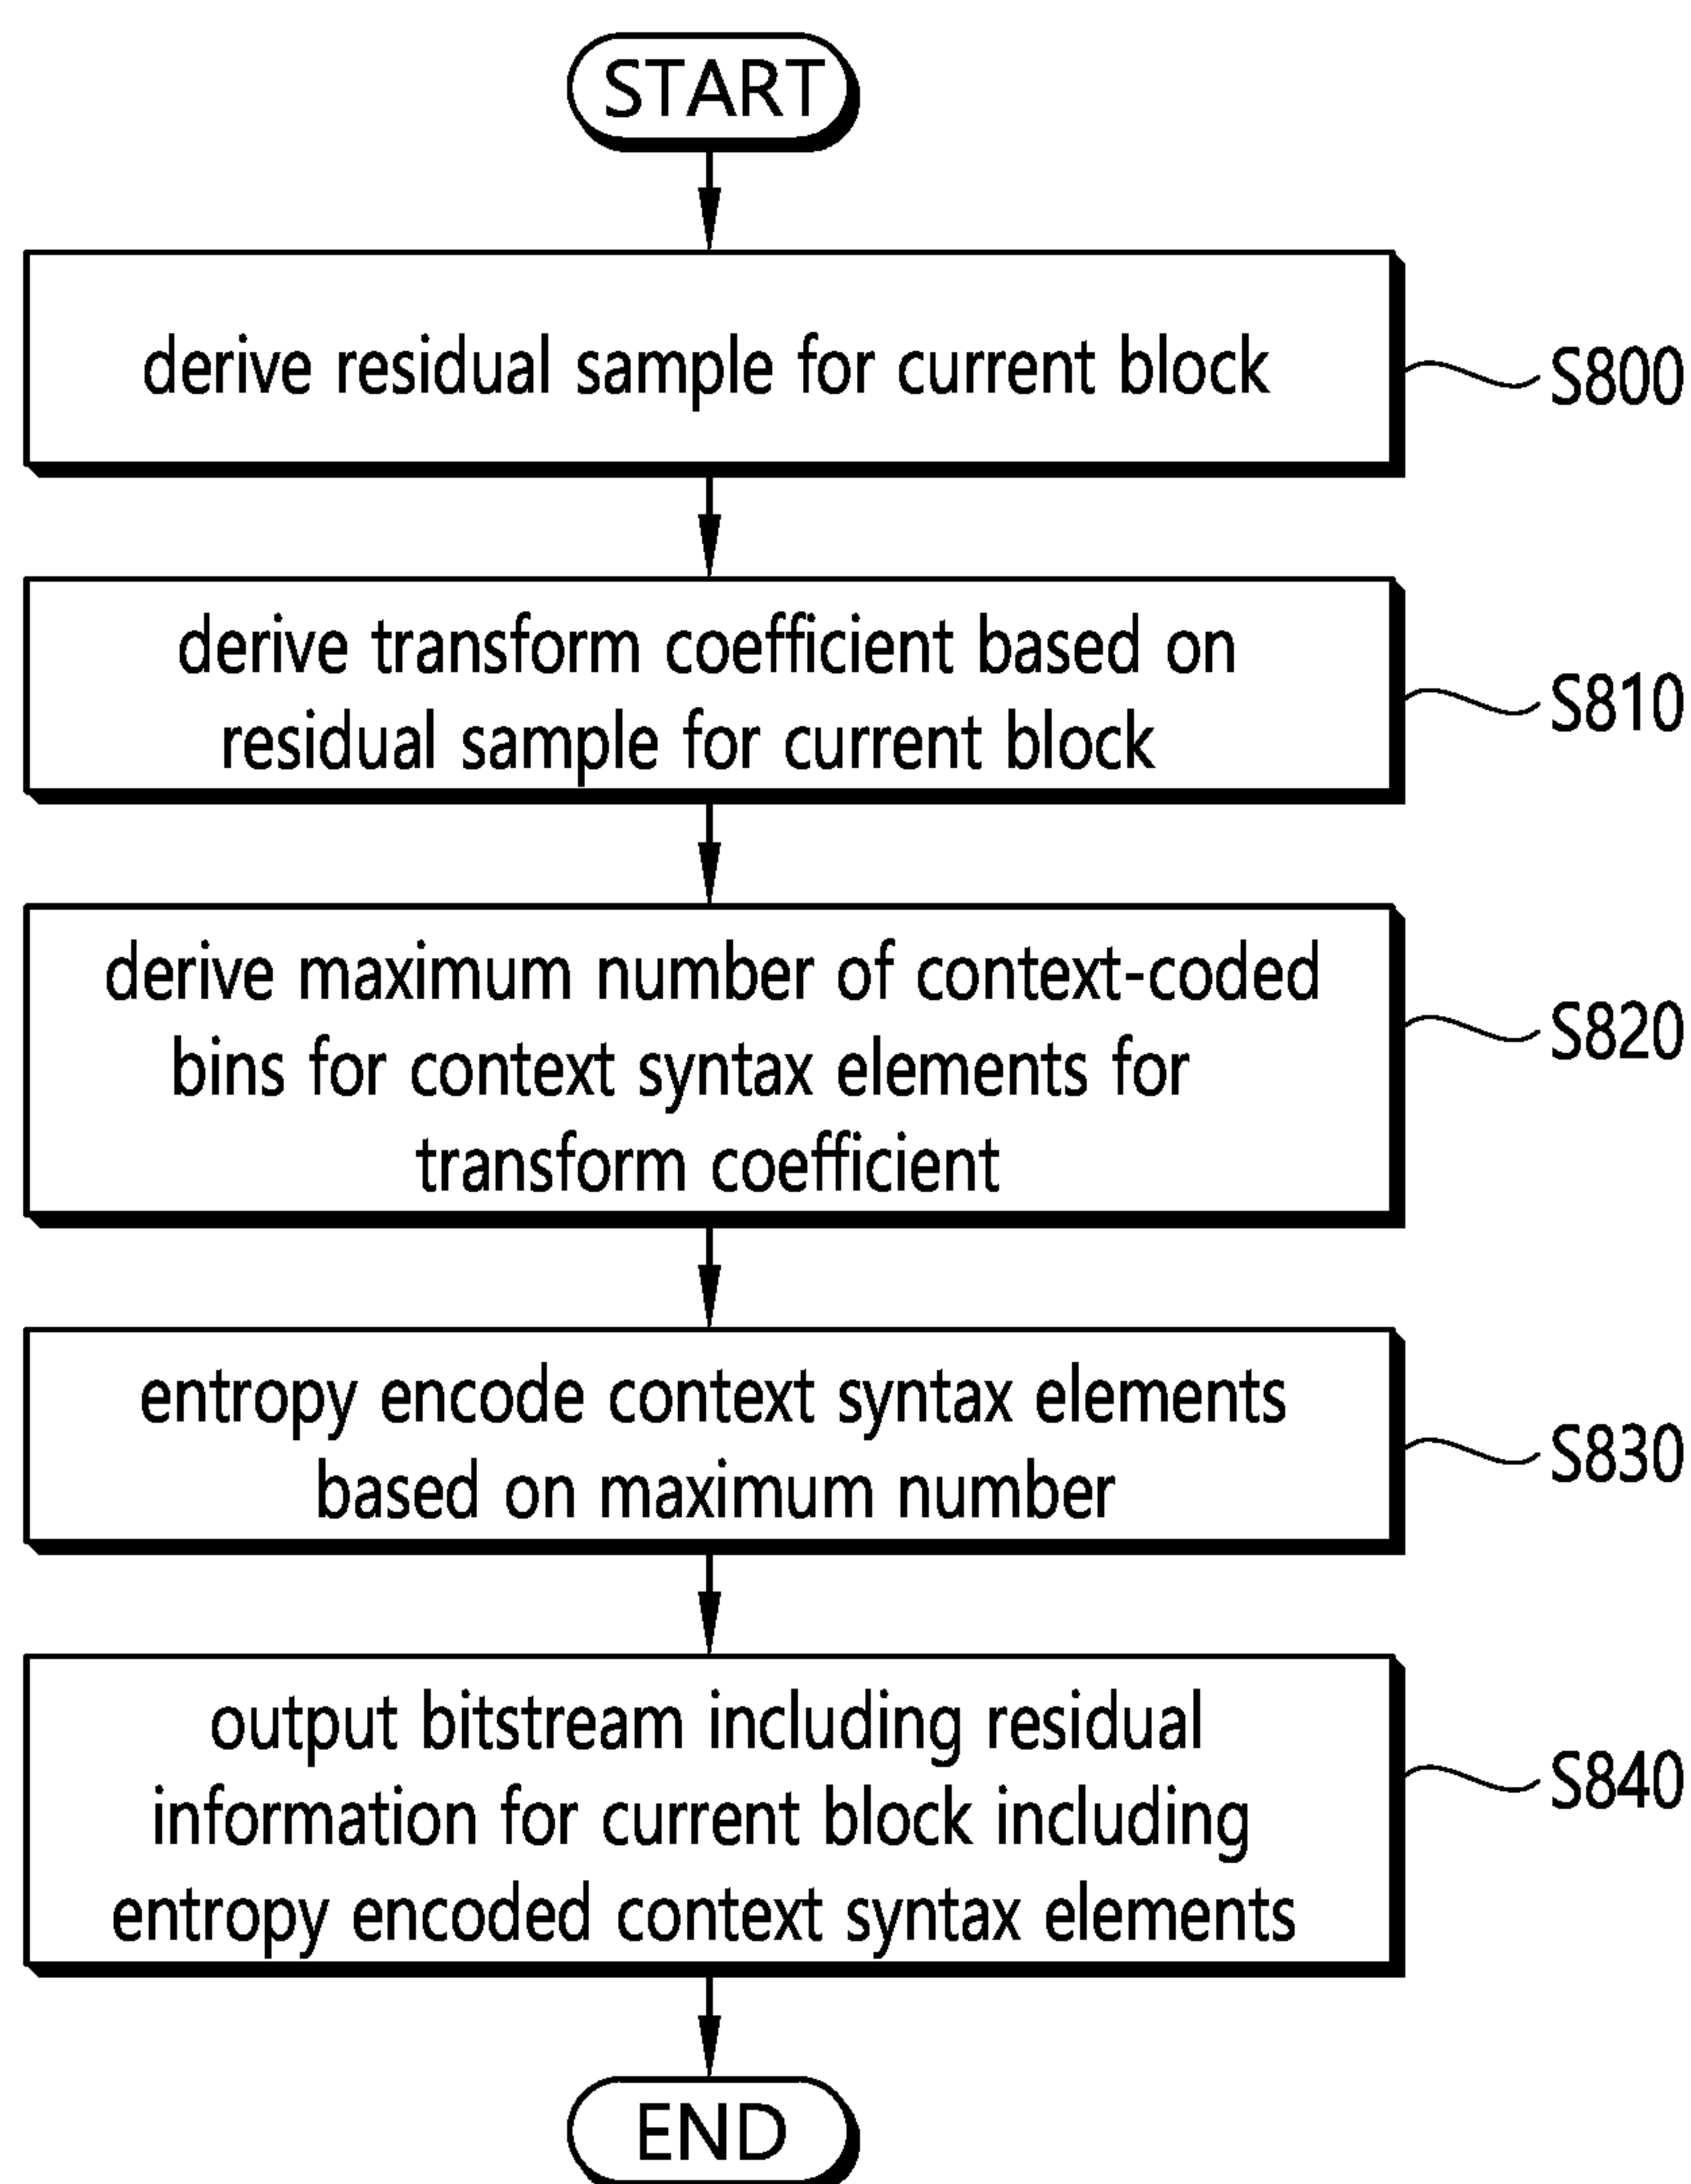 START
derive residual sample for current block
S800
derive transform coefficient based on
residual sample for current block
S810
derive maximum number of context-coded
bins for context syntax elements for
transform coefficient
S820
entropy encode context syntax elements
based on maximum number
S830
output bitstream including residual
information for current block including
entropy encoded context syntax elements
S840
END